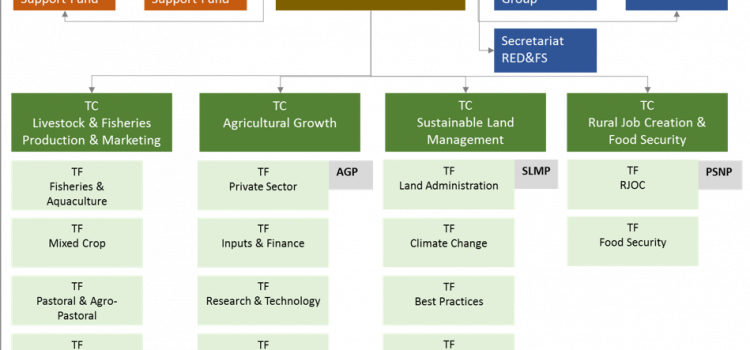 Support Fund
Support Fund
Group
Secretariat
RED&FS
TC
Livestock & Fisheries
Production & Marketing
TC
Agricultural Growth
TC
Sustainable Land
Management
TC
Rural Job Creation &
Food Security
TF
Fisheries &
Aquaculture
TF
Private Sector
AGP
TF
Land Administration
SLMP
TF
RJOC
PSNP
TF
Mixed Crop
TF
Inputs & Finance
TF
Climate Change
TF
Food Security
TF
Pastoral & Agro-
Pastoral
TF
Research & Technology
TF
Best Practices
TF
TF
TF